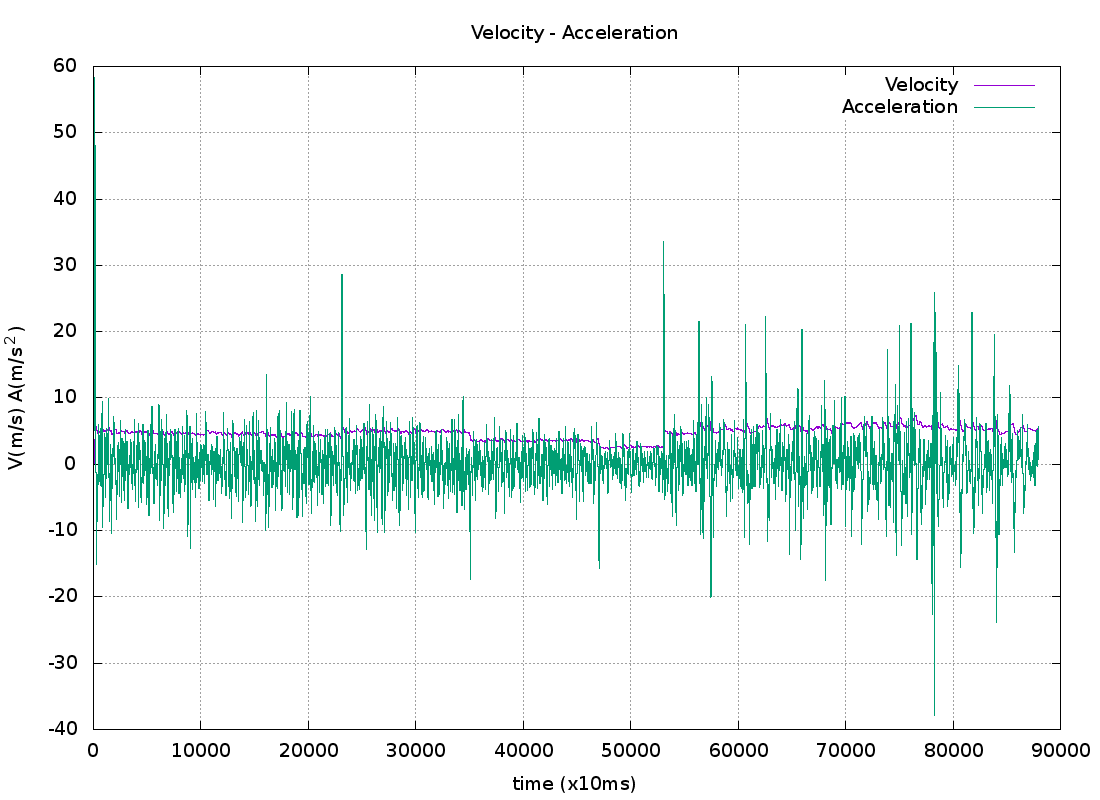 Velocity - Acceleration
Velocity
Acceleration
60
50
40
30
20
10
0
-10
-20
-30
-40
V(m/s) A(m/s²)
0 10000 20000 30000 40000 50000 60000 70000 80000 90000
time (x10ms)